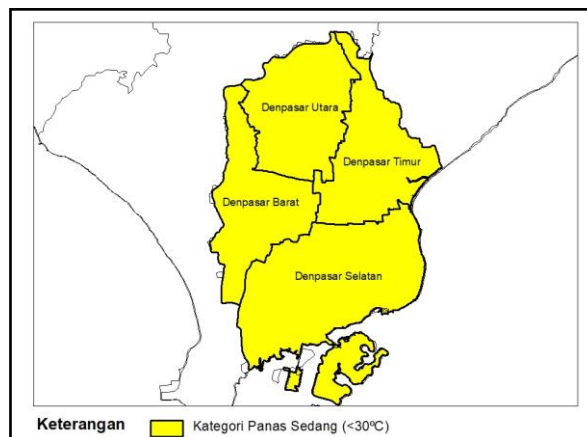 Denpasar Utara
Denpasar Timur
Denpasar Barat
Denpasar Selatan
Keterangan Kategori Panas Sedang (<30ºC)